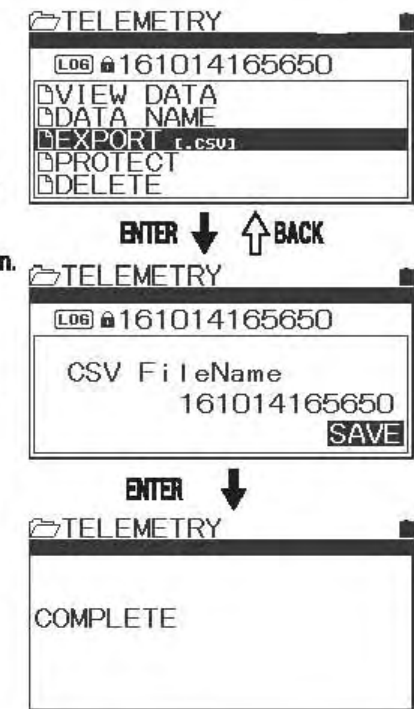 TELEMETRY
LOG 161014165650
VIEW DATA
DATA NAME
EXPORT [.CSV]
PROTECT
DELETE
ENTER BACK
n.
TELEMETRY
LOG 161014165650
CSV FileName
161014165650
SAVE
ENTER
TELEMETRY
COMPLETE